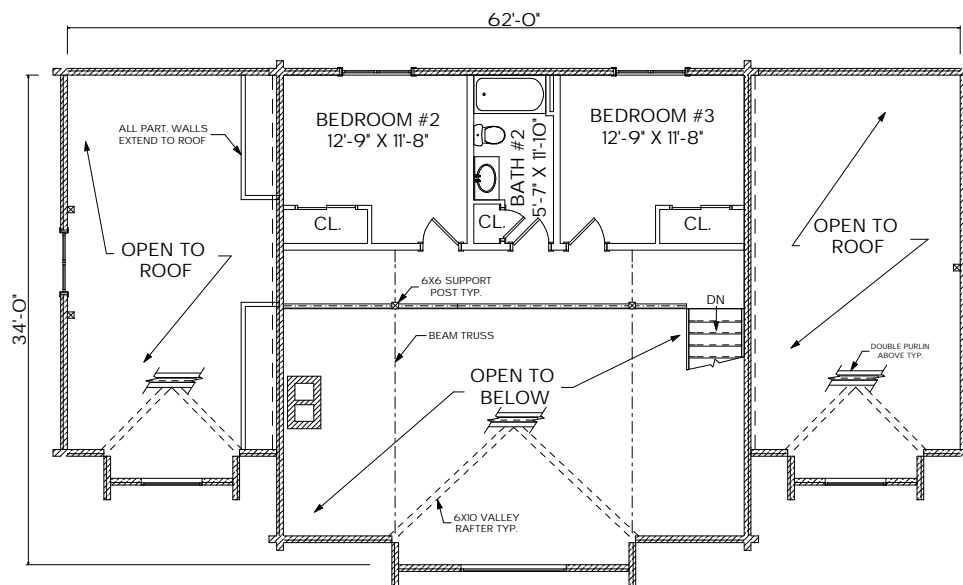 62'-0"
34'-0"
ALL PART. WALLS
EXTEND TO ROOF
BEDROOM #2
12'-9" X 11'-8"
BATH #2
5'-7" X 11'-10"
BEDROOM #3
12'-9" X 11'-8"
CL.
CL.
CL.
OPEN TO
ROOF
OPEN TO
ROOF
6X6 SUPPORT
POST TYP.
DN
BEAM TRUSS
DOUBLE PURLIN
ABOVE TYP.
OPEN TO
BELOW
6X10 VALLEY
RAFTER TYP.